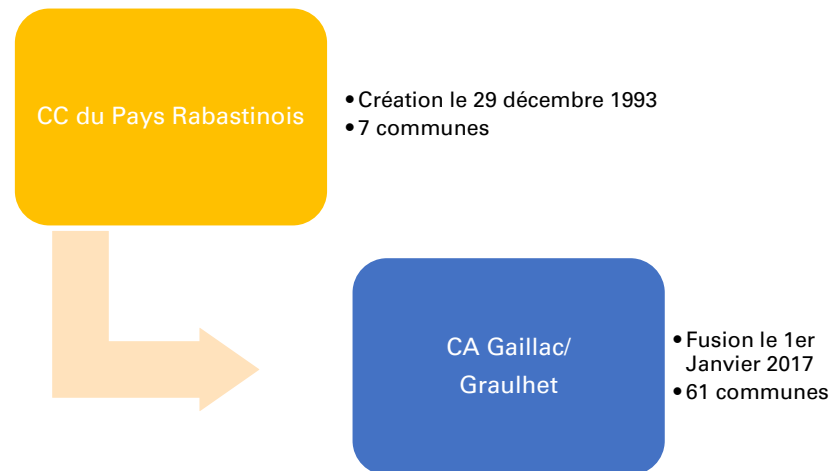 CC du Pays Rabastinois
•Création le 29 décembre 1993
•7 communes
CA Gaillac/
Graulhet
•Fusion le 1er
Janvier 2017
•61 communes